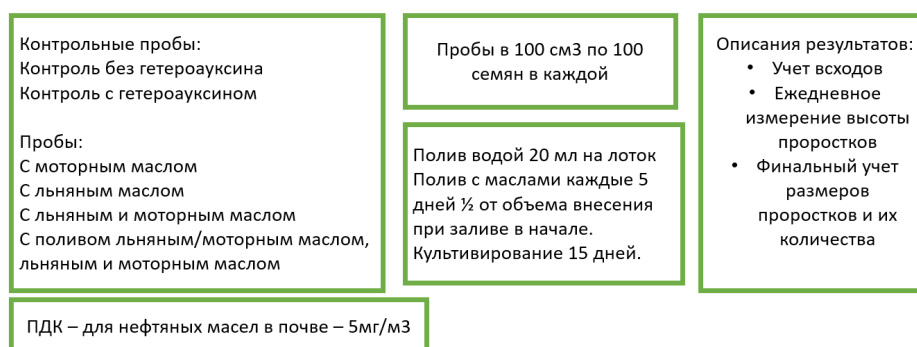 Контрольные пробы:
Контроль без гетероауксина
Контроль с гетероауксином
Пробы:
С моторным маслом
С льняным маслом
С льняным и моторным маслом
С поливом льняным/моторным маслом,
льняным и моторным маслом
Пробы в 100 см3 по 100
семян в каждой
Полив водой 20 мл на лоток
Полив с маслами каждые 5
дней ½ от объема внесения
при заливе в начале.
Культивирование 15 дней.
Описания результатов:
• Учет всходов
• Ежедневное
измерение высоты
проростков
• Финальный учет
размеров
проростков и их
количества
ПДК – для нефтяных масел в почве – 5мг/м3